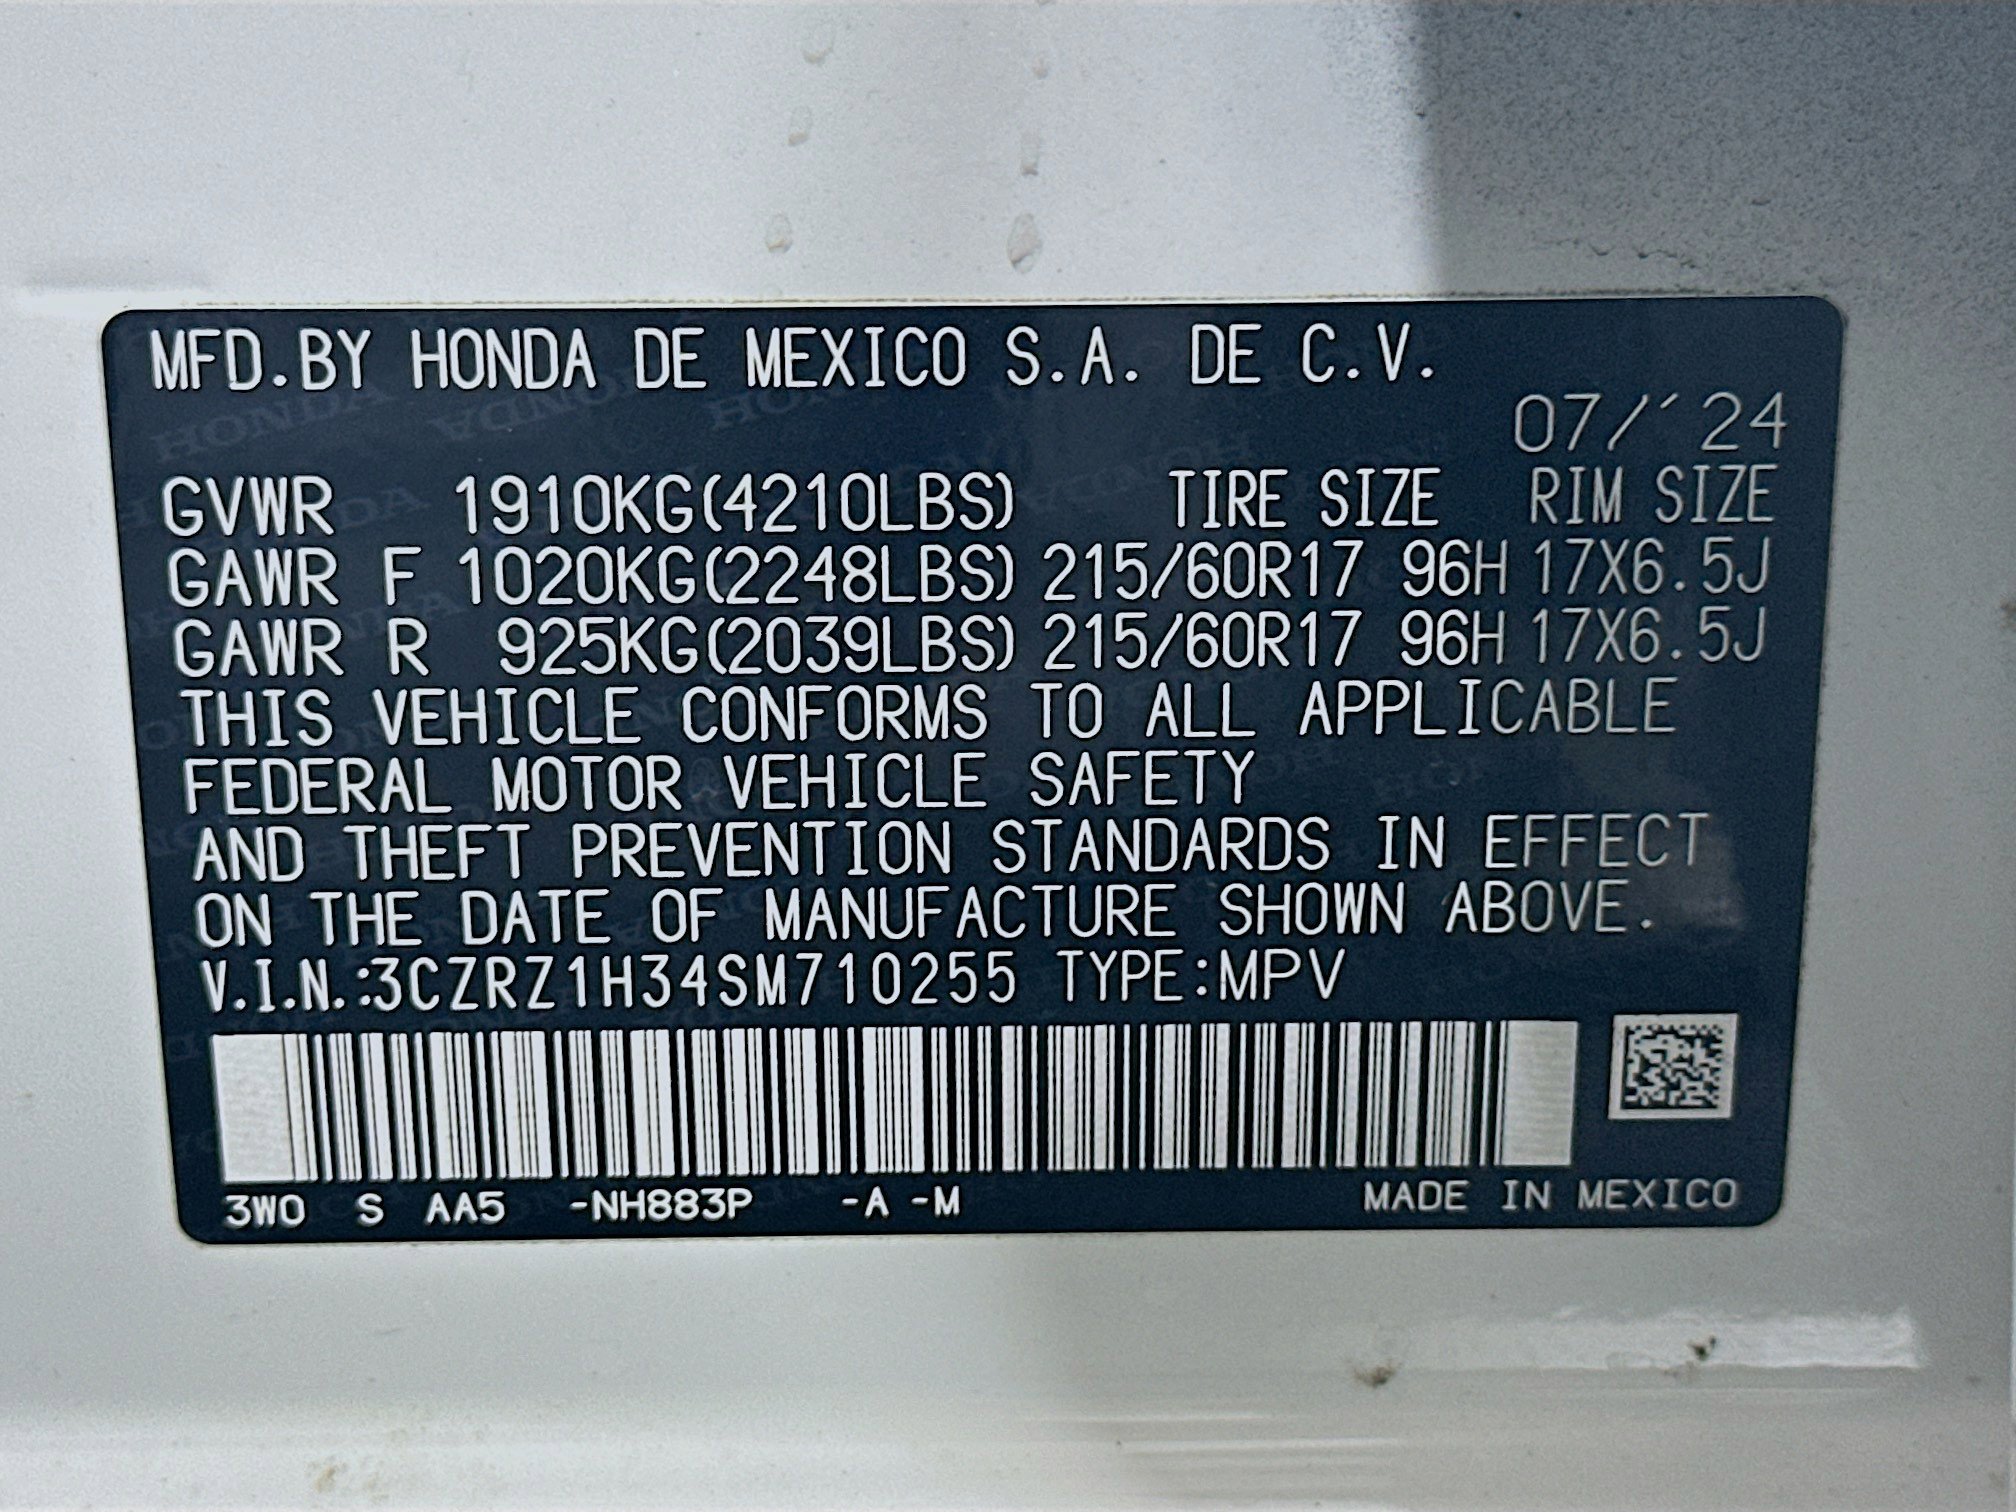 MFD.BY HONDA DE MEXICO S.A. DE C.V.
07/´24
GVWR 1910KG(4210LBS) TIRE SIZE RIM SIZE
GAWR F 1020KG(2248LBS) 215/60R17 96H 17X6.5J
GAWR R 925KG(2039LBS) 215/60R17 96H 17X6.5J
THIS VEHICLE CONFORMS TO ALL APPLICABLE
FEDERAL MOTOR VEHICLE SAFETY
AND THEFT PREVENTION STANDARDS IN EFFECT
ON THE DATE OF MANUFACTURE SHOWN ABOVE.
V.I.N.:3CZRZ1H34SM710255 TYPE:MPV
3W0 S AA5 -NH883P -A -M MADE IN MEXICO